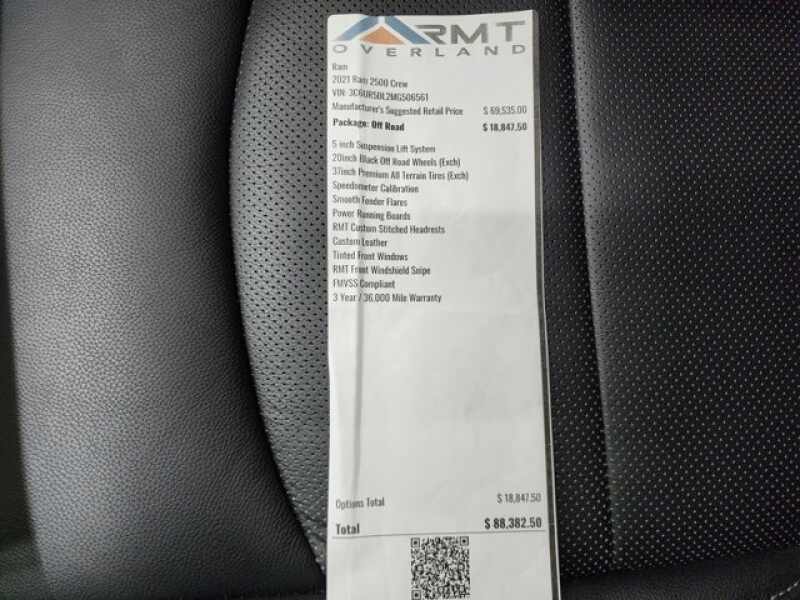 RMT
OVERLAND
Ram
2021 Ram 2500 Crew
VIN: 3C6UR5DL2MG506561
Manufacturer's Suggested Retail Price $ 69,535.00
Package: Off Road $ 18,847.50
5 inch Suspension Lift System
20inch Black Off Road Wheels (Exch)
37inch Premium All Terrain Tires (Exch)
Speedometer Calibration
Smooth Fender Flares
Power Running Boards
RMT Custom Stitched Headrests
Custom Leather
Tinted Front Windows
RMT Front Windshield Snipe
FMVSS Compliant
3 Year / 36,000 Mile Warranty
Options Total $ 18,847.50
Total $ 88,382.50